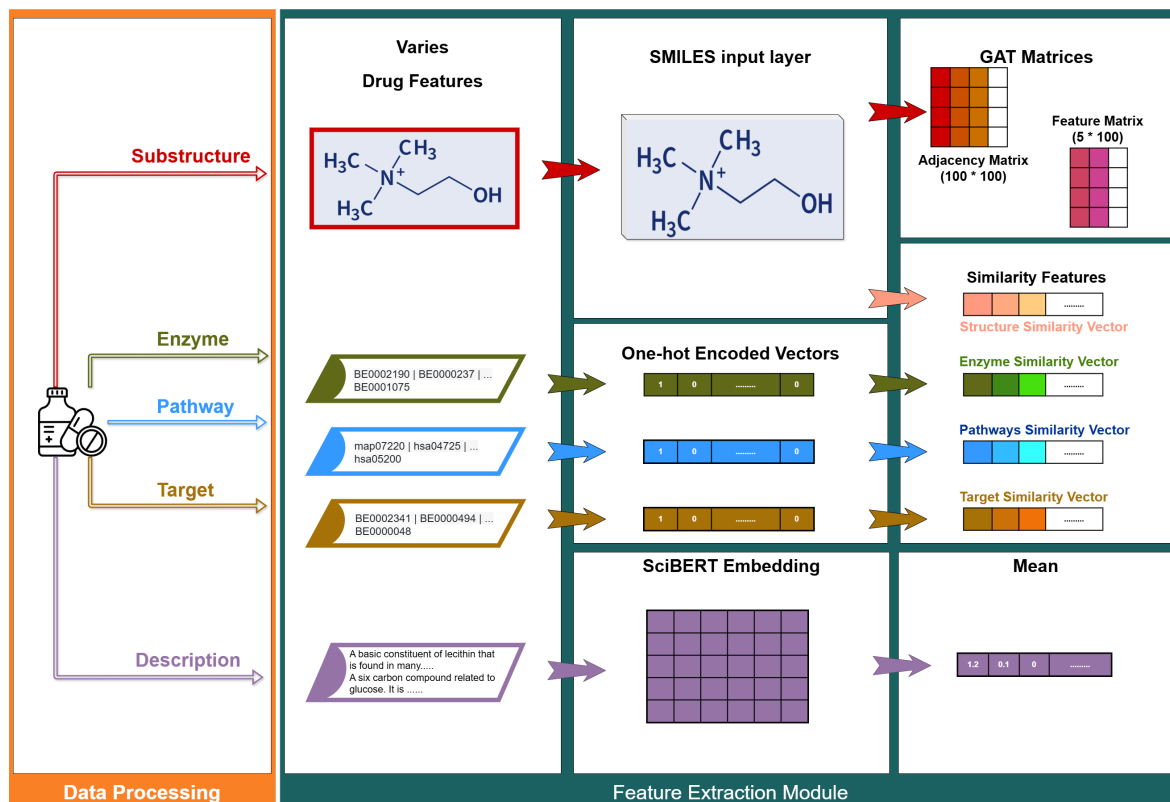 Substructure
Enzyme
Pathway
Target
Description
Data Processing
Varies
Drug Features
H₃C
CH₃
N⁺
H₃C
OH
BE0002190 | BE0000237 | ...
BE0001075
map07220 | hsa04725 | ...
hsa05200
BE0002341 | BE0000494 | ...
BE0000048
A basic constituent of lecithin that
is found in many.....
A six carbon compound related to
glucose. It is ......
SMILES input layer
H₃C
CH₃
N⁺
H₃C
OH
One-hot Encoded Vectors
1 0 ......... 0
1 0 ......... 0
1 0 ......... 0
SciBERT Embedding
GAT Matrices
Adjacency Matrix
(100 * 100)
Feature Matrix
(5 * 100)
Similarity Features
.........
Structure Similarity Vector
Enzyme Similarity Vector
.........
Pathways Similarity Vector
.........
Target Similarity Vector
.........
Mean
1.2 0.1 0 .........
Feature Extraction Module